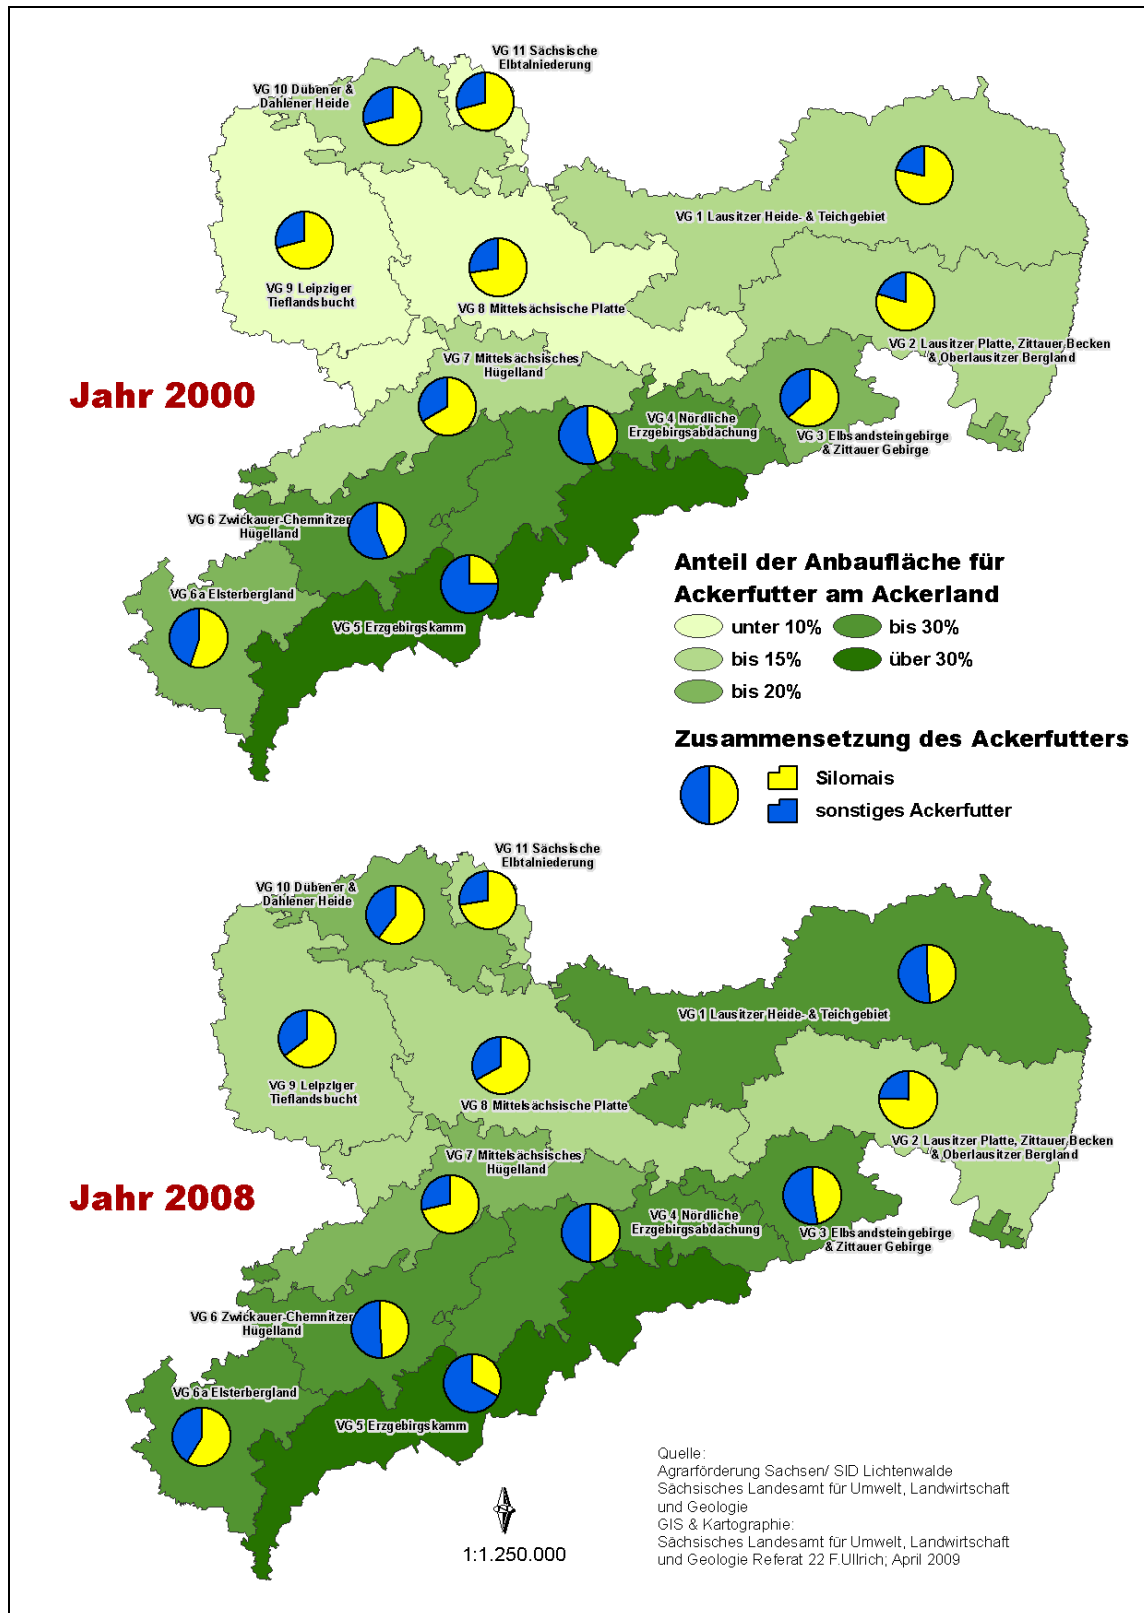 VG 11 Sächsische
Elbtalniederung
VG 10 Dübener &
Dahlener Heide
VG 1 Lausitzer Heide- & Teichgebiet
VG 9 Leipziger
Tieflandsbucht
VG 8 Mittelsächsische Platte
VG 2 Lausitzer Platte, Zittauer Becken
& Oberlausitzer Bergland
VG 7 Mittelsächsisches
Hügelland
Jahr 2000
VG 4 Nördliche
Erzgebirgsabdachung
VG 3 Elbsandsteingebirge
& Zittauer Gebirge
VG 6 Zwickauer-Chemnitzer
Hügelland
VG 6a Elsterbergland
VG 5 Erzgebirgskamm
Anteil der Anbaufläche für
Ackerfutter am Ackerland
unter 10%
bis 30%
bis 15%
über 30%
bis 20%
Zusammensetzung des Ackerfutters
Silomais
sonstiges Ackerfutter
VG 11 Sächsische
Elbtalniederung
VG 10 Dübener &
Dahlener Heide
VG 1 Lausitzer Heide- & Teichgebiet
VG 9 Leipziger
Tieflandsbucht
VG 8 Mittelsächsische Platte
VG 2 Lausitzer Platte, Zittauer Becken
& Oberlausitzer Bergland
VG 7 Mittelsächsisches
Hügelland
Jahr 2008
VG 4 Nördliche
Erzgebirgsabdachung
VG 3 Elbsandsteingebirge
& Zittauer Gebirge
VG 6 Zwickauer-Chemnitzer
Hügelland
VG 6a Elsterbergland
VG 5 Erzgebirgskamm
1:1.250.000
Quelle:
Agrarförderung Sachsen/ SID Lichtenwalde
Sächsisches Landesamt für Umwelt, Landwirtschaft
und Geologie
GIS & Kartographie:
Sächsisches Landesamt für Umwelt, Landwirtschaft
und Geologie Referat 22 F.Ullrich; April 2009